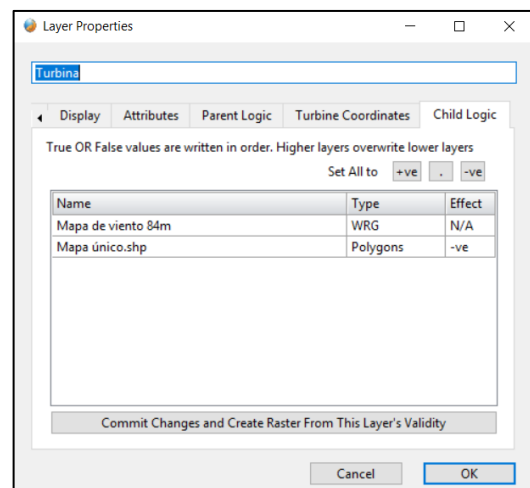 Layer Properties
Turbina
Display Attributes Parent Logic Turbine Coordinates Child Logic
True OR False values are written in order. Higher layers overwrite lower layers
Set All to +ve . -ve
Name Type Effect
Mapa de viento 84m WRG N/A
Mapa único.shp Polygons -ve
Commit Changes and Create Raster From This Layer's Validity
Cancel OK